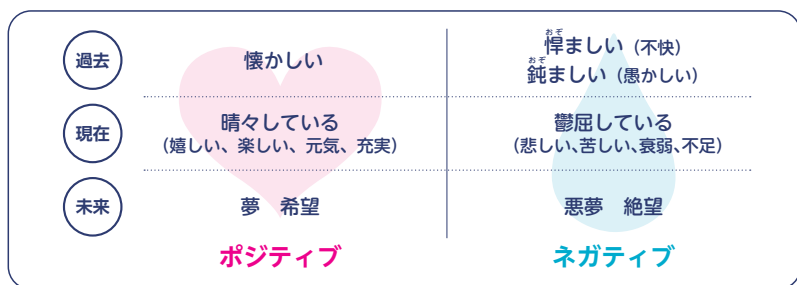 過去
懐かしい
おぞ
悍ましい（不快）
おぞ
鈍ましい（愚かしい）
現在
晴々している
（嬉しい、楽しい、元気、充実）
鬱屈している
（悲しい、苦しい、衰弱、不足）
未来
夢　希望
悪夢　絶望
ポジティブ
ネガティブ